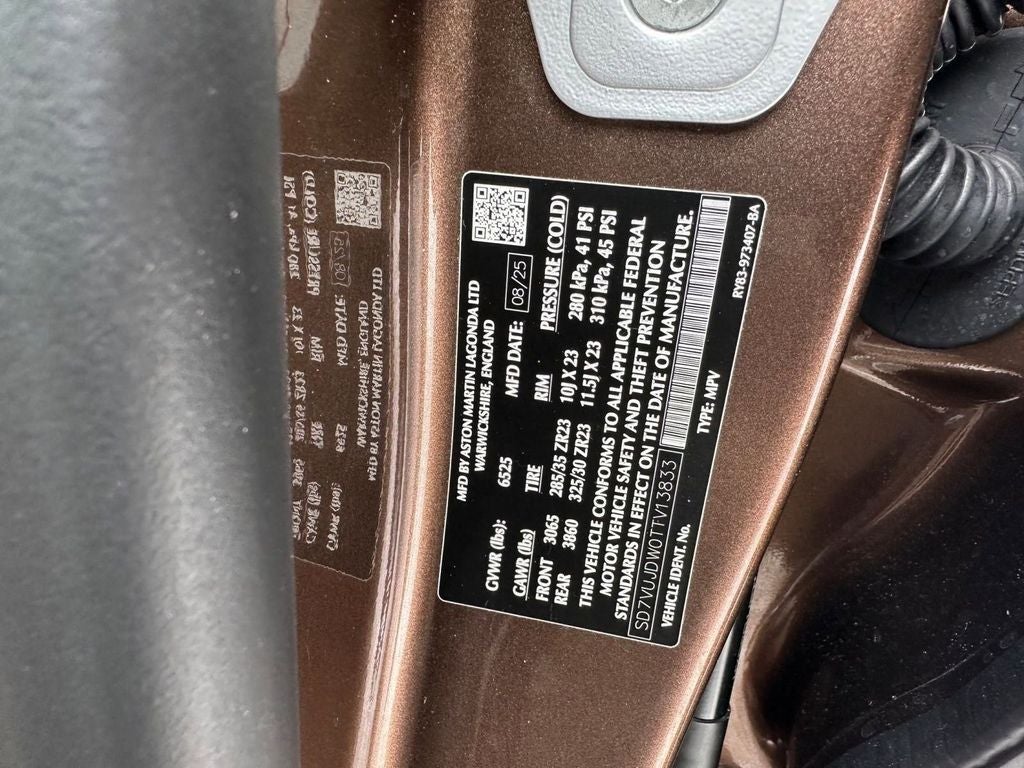 MFD BY ASTON MARTIN LAGONDA LTD
WARWICKSHIRE, ENGLAND
GVWR (lbs): 6525 MFD DATE: 08/25
GAWR (lbs) TIRE RIM PRESSURE (COLD)
FRONT 3065 285/35 ZR23 10J X 23 280 kPa, 41 PSI
REAR 3860 325/30 ZR23 11.5J X 23 310 kPa, 45 PSI
THIS VEHICLE CONFORMS TO ALL APPLICABLE FEDERAL
MOTOR VEHICLE SAFETY AND THEFT PREVENTION
STANDARDS IN EFFECT ON THE DATE OF MANUFACTURE.
SD7VUJDW0TTV13833
VEHICLE IDENT. No. TYPE: MPV
RY83-973407-BA